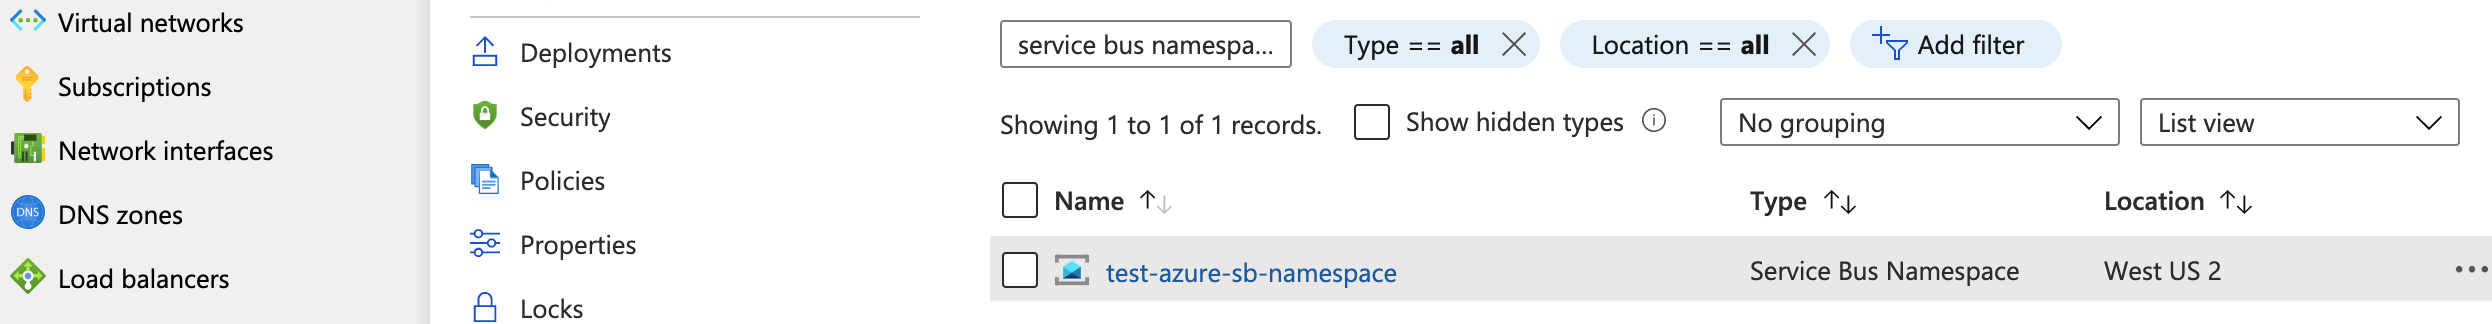 Virtual networks
Subscriptions
Network interfaces
DNS
DNS zones
Load balancers
Deployments
Security
Policies
Properties
Locks
service bus namespa...
Type == all
Location == all
Add filter
Showing 1 to 1 of 1 records.
Show hidden types
No grouping
List view
Name Type Location
test-azure-sb-namespace Service Bus Namespace West US 2